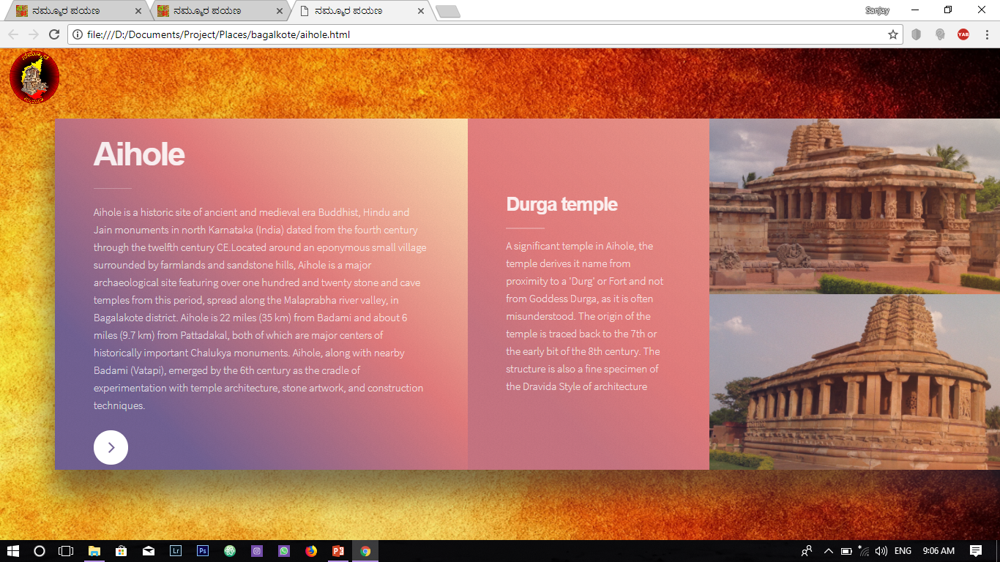 ನಮ್ಮೂರ ಪಯಣ
ನಮ್ಮೂರ ಪಯಣ
ನಮ್ಮೂರ ಪಯಣ
Sanjay
file:///D:/Documents/Project/Places/bagalkote/aihole.html
YAB
ನಮ್ಮೂರ
Aihole
Aihole is a historic site of ancient and medieval era Buddhist, Hindu and
Jain monuments in north Karnataka (India) dated from the fourth century
through the twelfth century CE.Located around an eponymous small village
surrounded by farmlands and sandstone hills, Aihole is a major
archaeological site featuring over one hundred and twenty stone and cave
temples from this period, spread along the Malaprabha river valley, in
Bagalakote district. Aihole is 22 miles (35 km) from Badami and about 6
miles (9.7 km) from Pattadakal, both of which are major centers of
historically important Chalukya monuments. Aihole, along with nearby
Badami (Vatapi), emerged by the 6th century as the cradle of
experimentation with temple architecture, stone artwork, and construction
techniques.
Durga temple
A significant temple in Aihole, the
temple derives it name from
proximity to a 'Durg' or Fort and not
from Goddess Durga, as it is often
misunderstood. The origin of the
temple is traced back to the 7th or
the early bit of the 8th century. The
structure is also a fine specimen of
the Dravida Style of architecture
Lr
Ps
ENG
9:06 AM